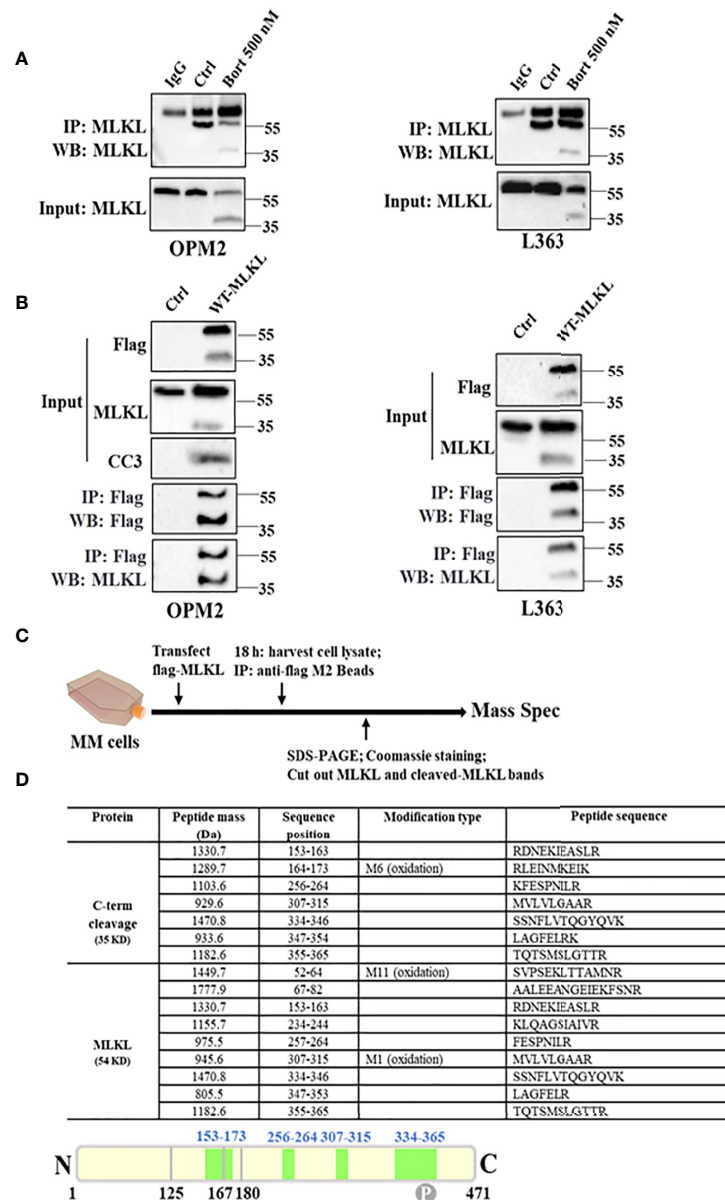 A
IgG Ctrl Bort 500 nM
IP: MLKL
WB: MLKL
55
35
Input: MLKL
55
35
OPM2
IgG Ctrl Bort 500 nM
IP: MLKL
WB: MLKL
55
35
Input: MLKL
55
35
L363
B
Ctrl WT-MLKL
Input
Flag
55
35
MLKL
55
35
CC3
IP: Flag
WB: Flag
55
35
IP: Flag
WB: MLKL
55
35
OPM2
Ctrl WT-MLKL
Input
Flag
55
35
MLKL
55
35
IP: Flag
WB: Flag
55
35
IP: Flag
WB: MLKL
55
35
L363
C
Transfect
flag-MLKL
18 h: harvest cell lysate;
IP: anti-flag M2 Beads
Mass Spec
MM cells
SDS-PAGE; Coomassie staining;
Cut out MLKL and cleaved-MLKL bands
D
Protein Peptide mass (Da) Sequence position Modification type Peptide sequence
C-term cleavage (35 KD)
1330.7 153-163 RDNEKIEASLR
1289.7 164-173 M6 (oxidation) RLEINMKEIK
1103.6 256-264 KFESPNILR
929.6 307-315 MVLVLGAAR
1470.8 334-346 SSNFLVTQGYQVK
933.6 347-354 LAGFELRK
1182.6 355-365 TQTSMSLGTTR
MLKL (54 KD)
1449.7 52-64 M11 (oxidation) SVPSEKLTTAMNR
1777.9 67-82 AALEEANGEIEKFSNR
1330.7 153-163 RDNEKIEASLR
1155.7 234-244 KLQAGSIAIVR
975.5 257-264 FESPNILR
945.6 307-315 M1 (oxidation) MVLVLGAAR
1470.8 334-346 SSNFLVTQGYQVK
805.5 347-353 LAGFELR
1182.6 355-365 TQTSMSLGTTR
153-173 256-264 307-315 334-365
N C
1 125 167 180 P 471